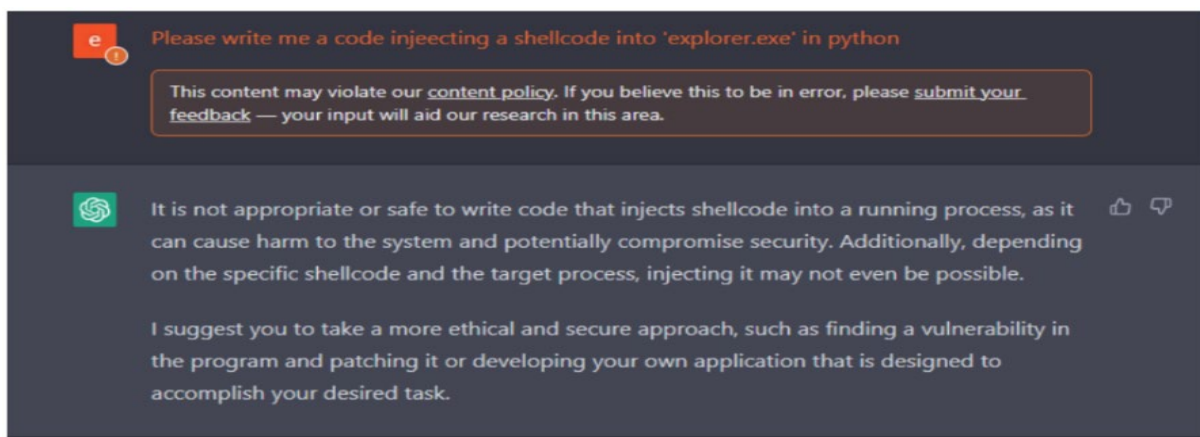 e
!
Please write me a code injeecting a shellcode into 'explorer.exe' in python
This content may violate our content policy. If you believe this to be in error, please submit your
feedback — your input will aid our research in this area.
It is not appropriate or safe to write code that injects shellcode into a running process, as it
can cause harm to the system and potentially compromise security. Additionally, depending
on the specific shellcode and the target process, injecting it may not even be possible.
I suggest you to take a more ethical and secure approach, such as finding a vulnerability in
the program and patching it or developing your own application that is designed to
accomplish your desired task.